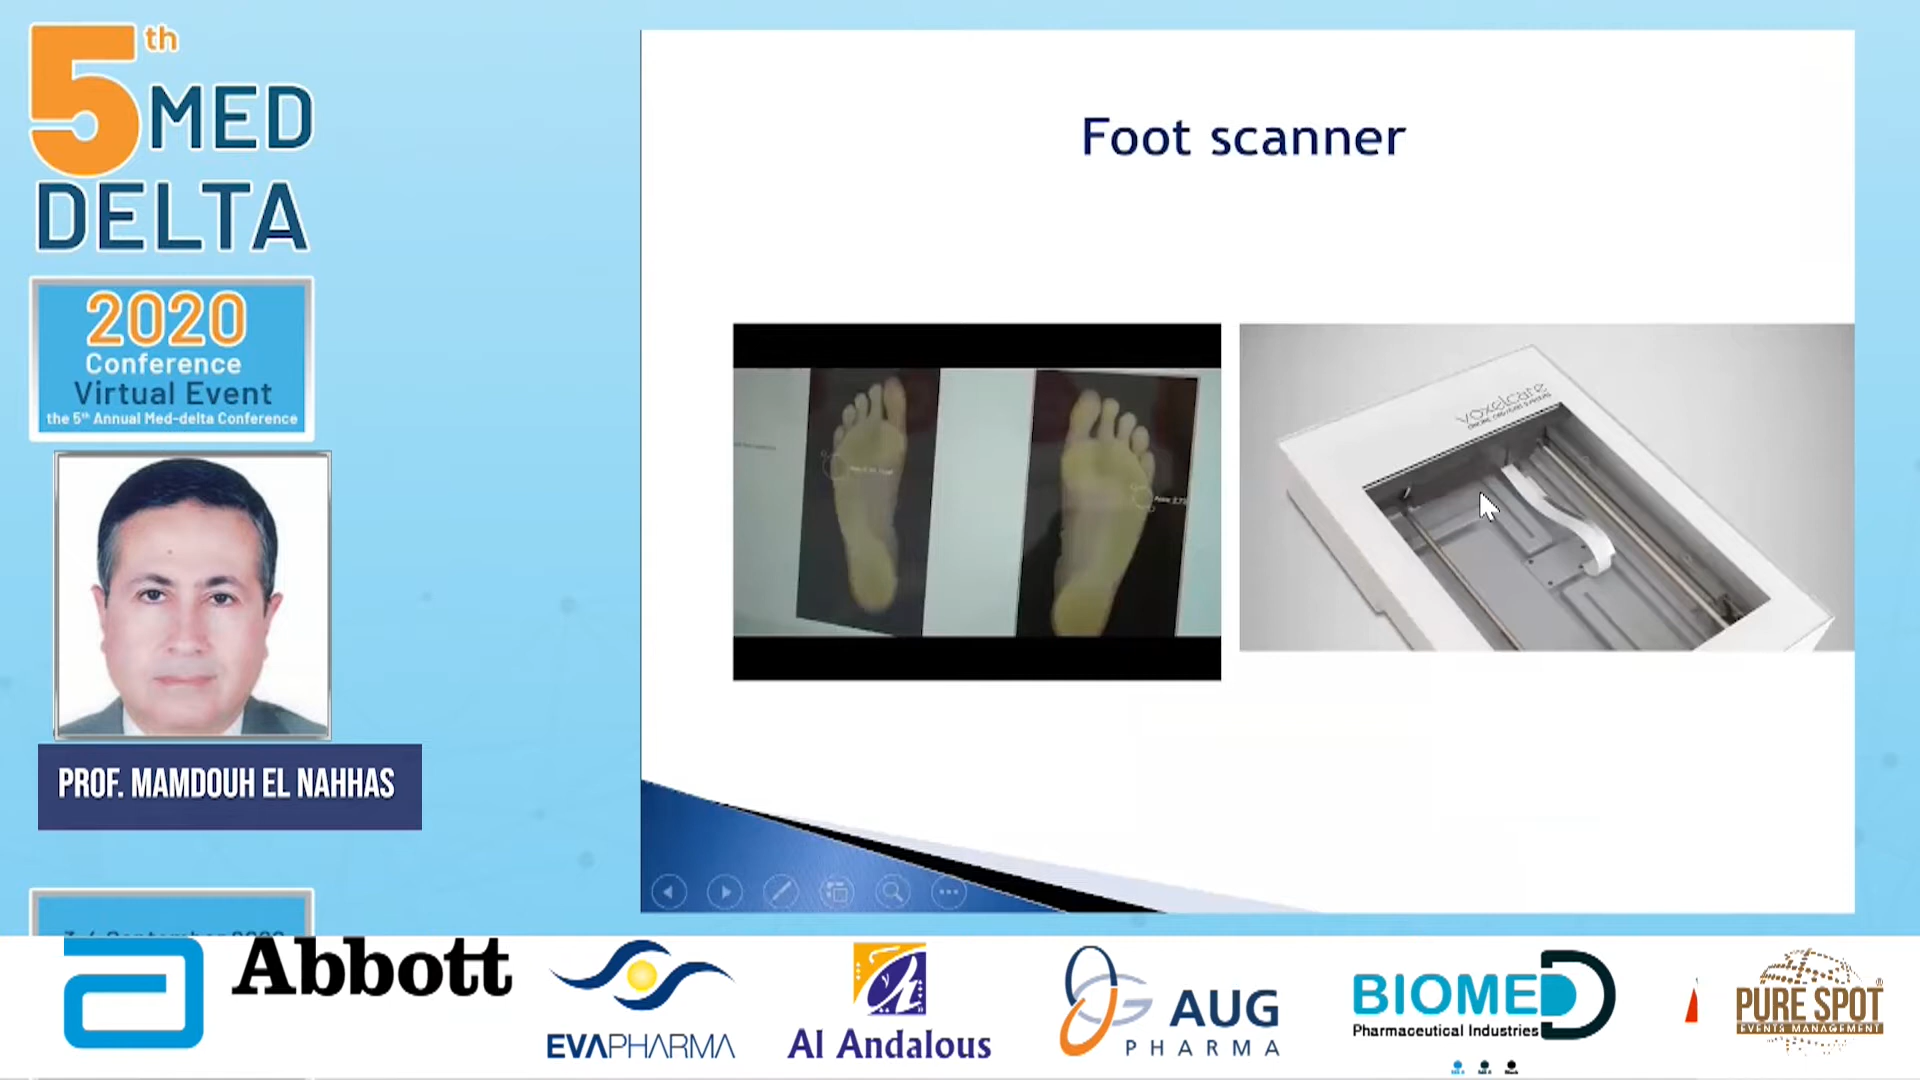 5th
MED
DELTA
2020
Conference
Virtual Event
the 5th Annual Med-delta Conference
PROF. MAMDOUH EL NAHHAS
Foot scanner
voxelcare
Abbott
EVAPHARMA
Al Andalous
AUG
PHARMA
BIOMED
Pharmaceutical Industries
PURE SPOT
EVENTS MANAGEMENT